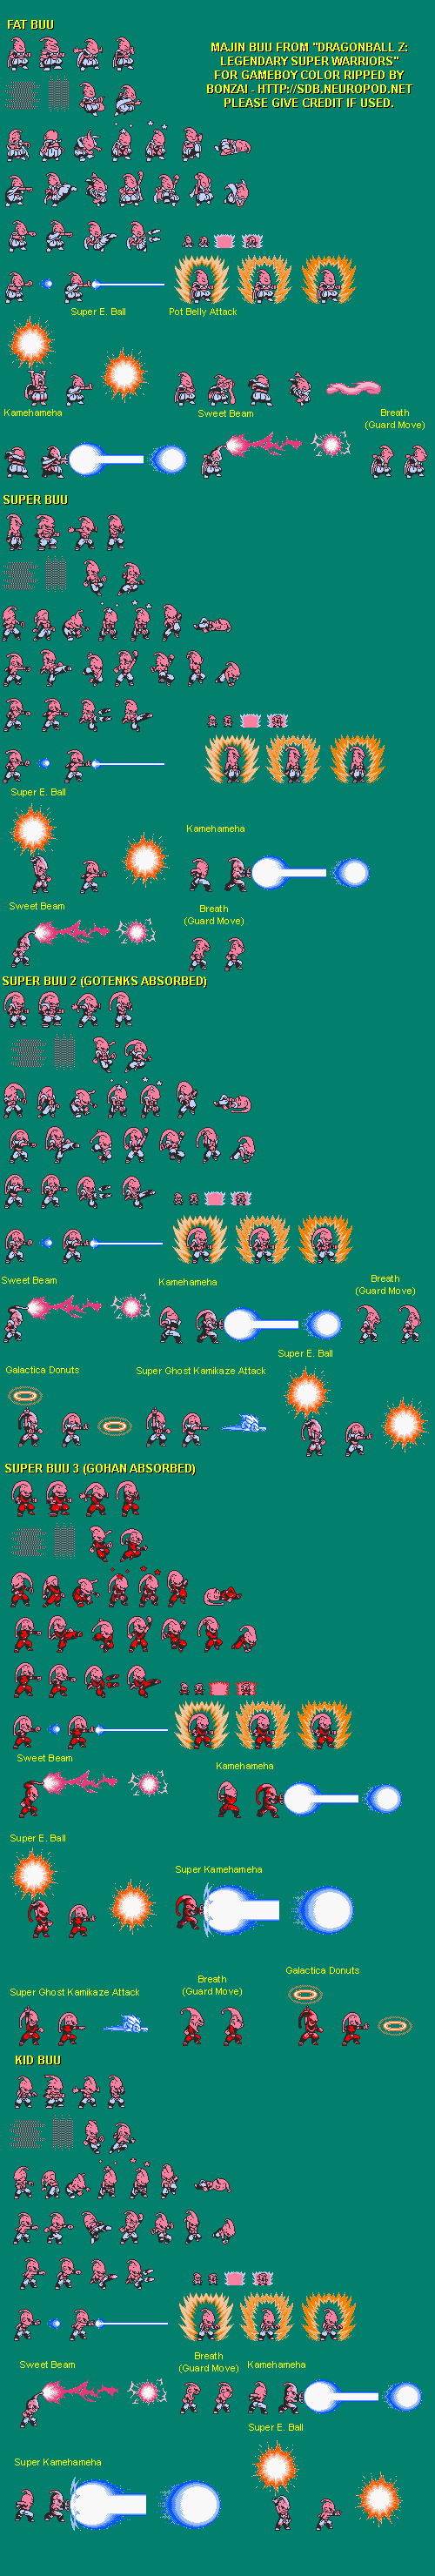 FAT BUU
MAJIN BUU FROM "DRAGONBALL Z:
LEGENDARY SUPER WARRIORS"
FOR GAMEBOY COLOR RIPPED BY
BONZAI - HTTP://SDB.NEUROPOD.NET
PLEASE GIVE CREDIT IF USED.
Super E. Ball
Pot Belly Attack
Kamehameha
Sweet Beam
Breath
(Guard Move)
SUPER BUU
Super E. Ball
Kamehameha
Sweet Beam
Breath
(Guard Move)
SUPER BUU 2 (GOTENKS ABSORBED)
Sweet Beam
Kamehameha
Breath
(Guard Move)
Super E. Ball
Galactica Donuts
Super Ghost Kamikaze Attack
SUPER BUU 3 (GOHAN ABSORBED)
Sweet Beam
Kamehameha
Super E. Ball
Super Kamehameha
Galactica Donuts
Breath
(Guard Move)
Super Ghost Kamikaze Attack
KID BUU
Breath
(Guard Move)
Sweet Beam
Kamehameha
Super E. Ball
Super Kamehameha